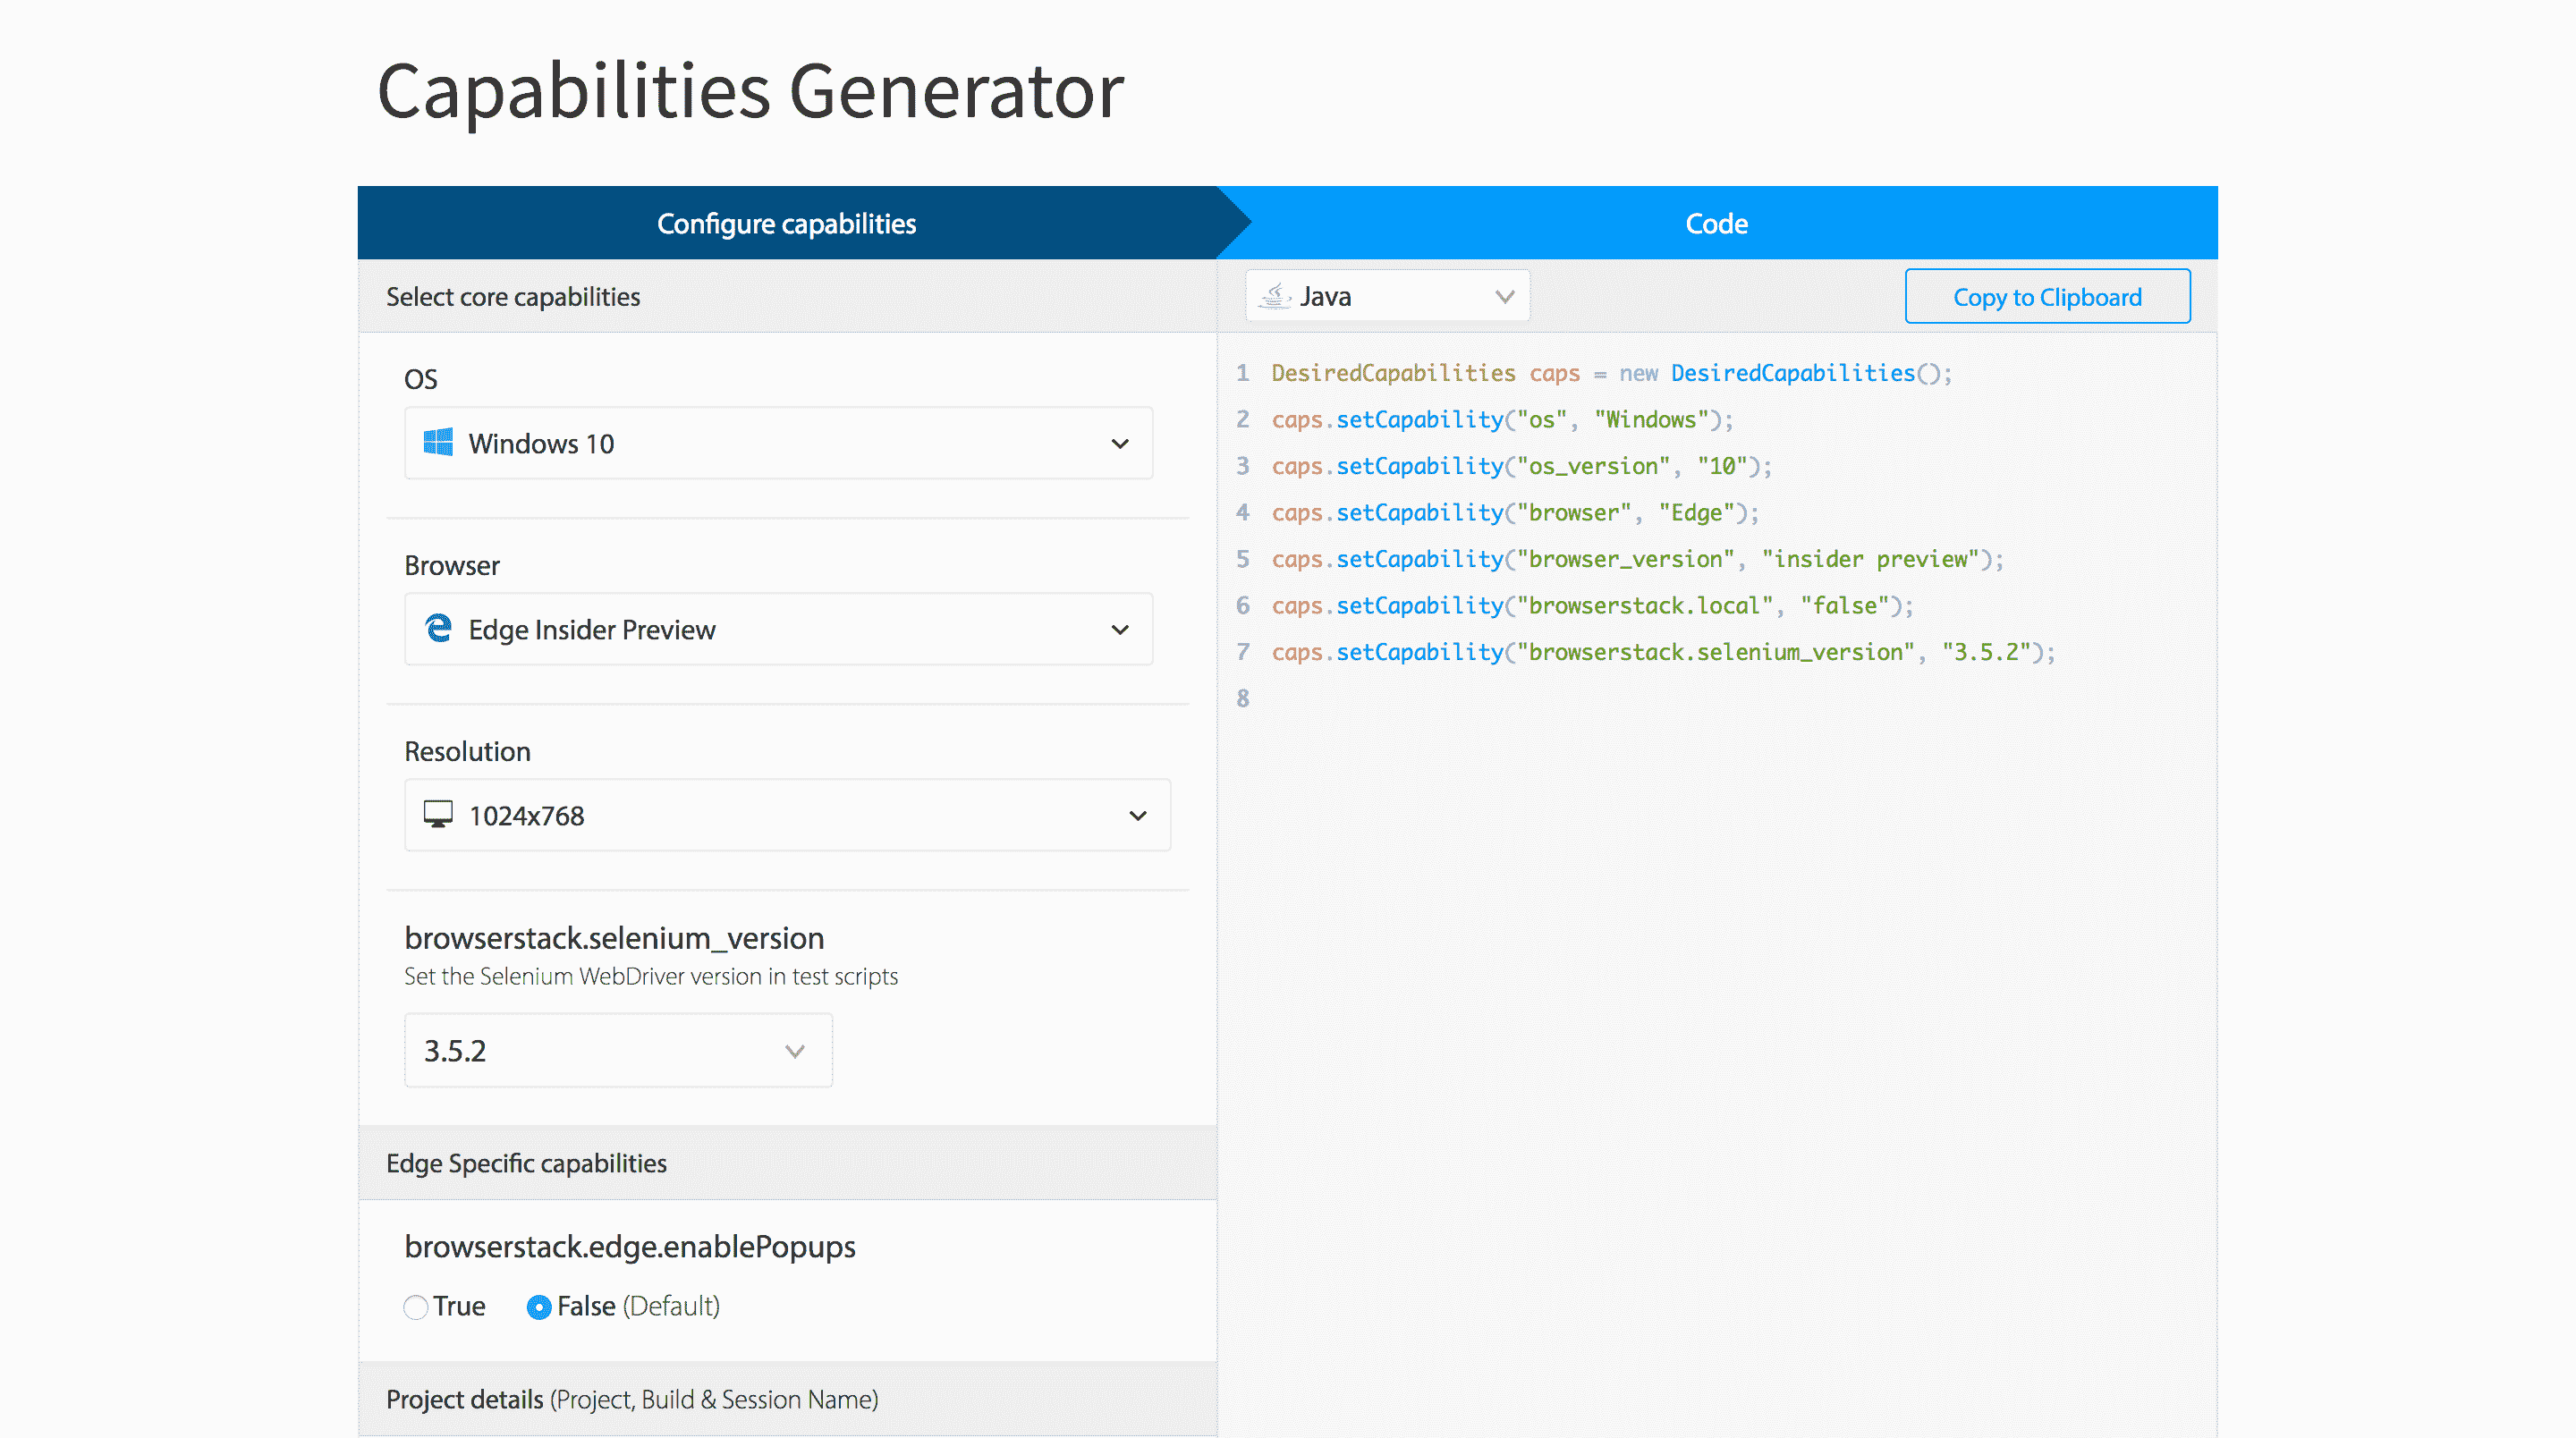 Capabilities Generator
Configure capabilities
Code
Select core capabilities
Java
Copy to Clipboard
OS
Windows 10
Browser
Edge Insider Preview
Resolution
1024x768
browserstack.selenium_version
Set the Selenium WebDriver version in test scripts
3.5.2
Edge Specific capabilities
browserstack.edge.enablePopups
True False (Default)
Project details (Project, Build & Session Name)
1 DesiredCapabilities caps = new DesiredCapabilities();
2 caps.setCapability("os", "Windows");
3 caps.setCapability("os_version", "10");
4 caps.setCapability("browser", "Edge");
5 caps.setCapability("browser_version", "insider preview");
6 caps.setCapability("browserstack.local", "false");
7 caps.setCapability("browserstack.selenium_version", "3.5.2");
8